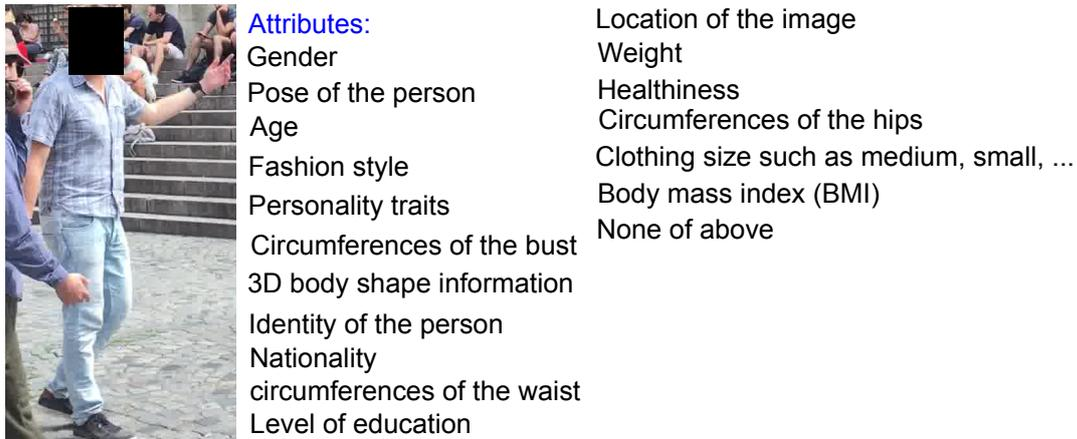 Attributes:
Gender
Pose of the person
Age
Fashion style
Personality traits
Circumferences of the bust
3D body shape information
Identity of the person
Nationality
circumferences of the waist
Level of education
Location of the image
Weight
Healthiness
Circumferences of the hips
Clothing size such as medium, small, ...
Body mass index (BMI)
None of above